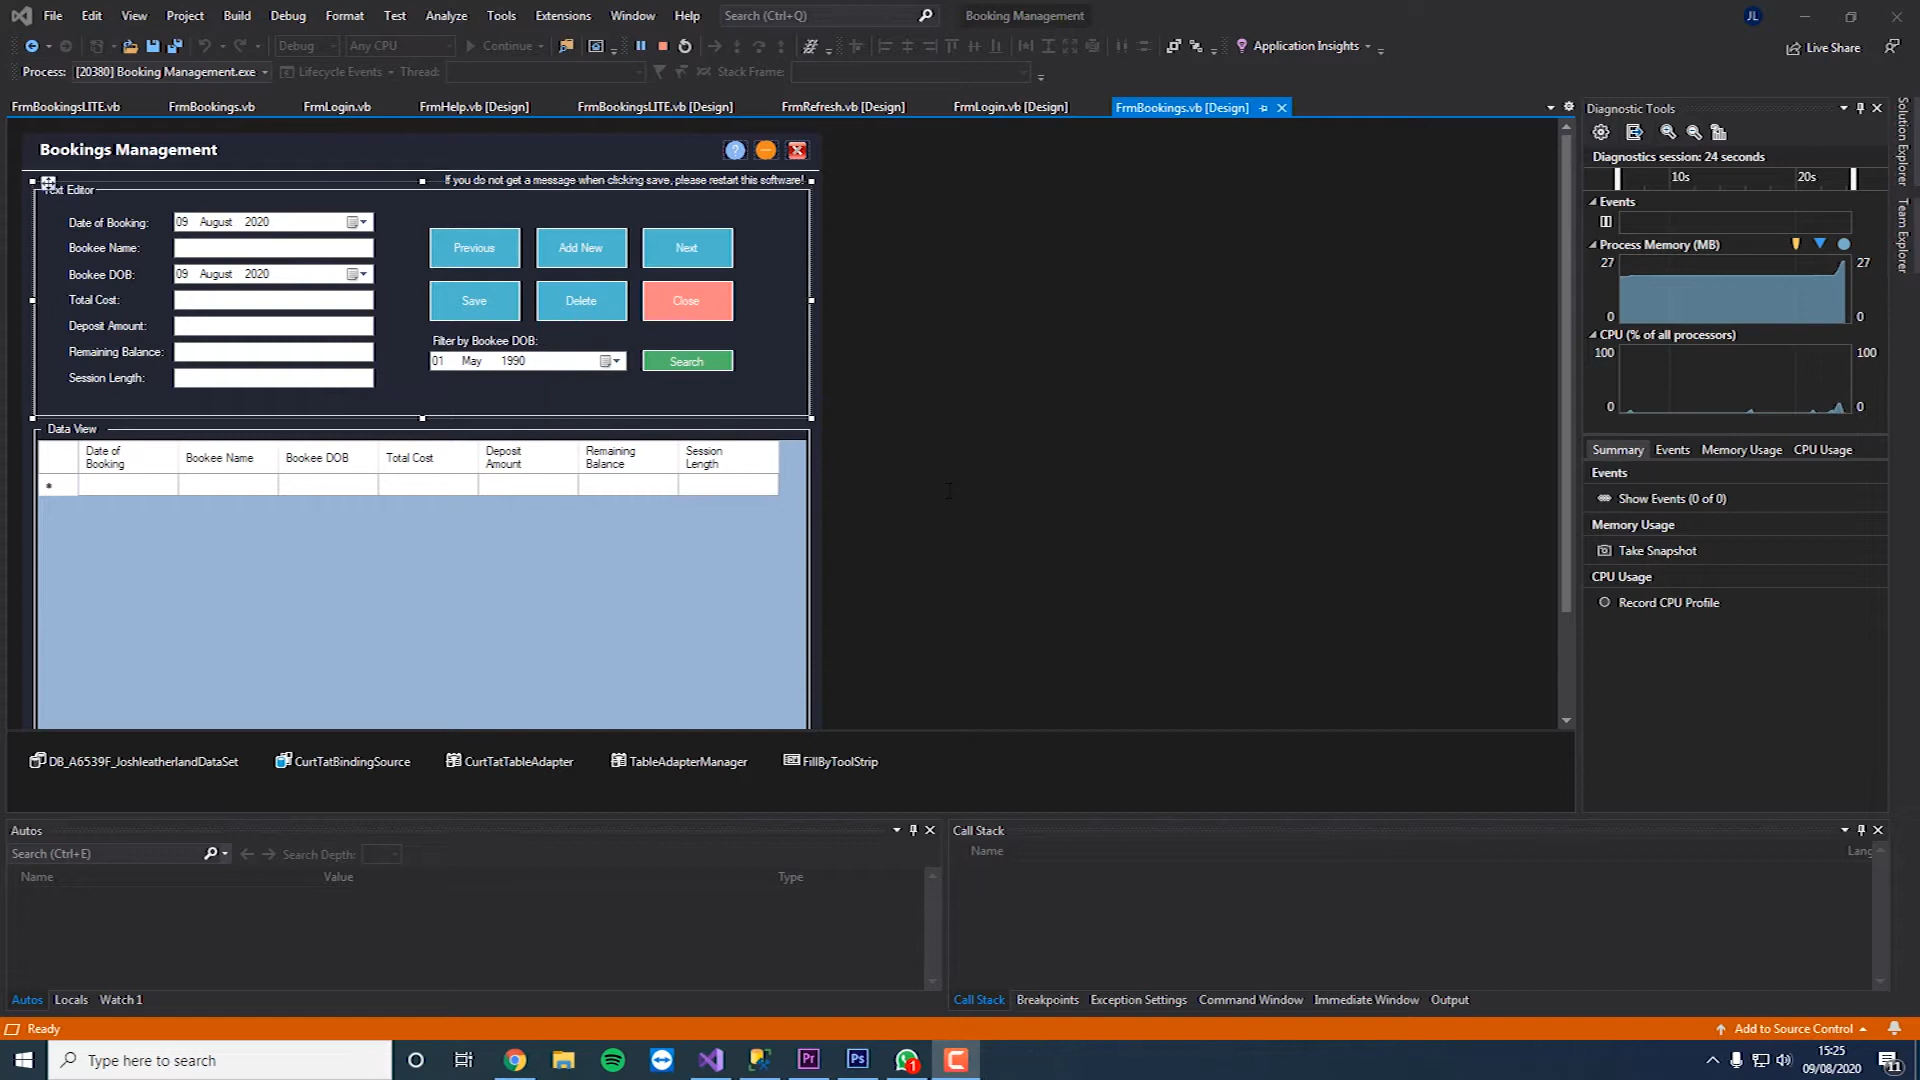 File Edit View Project Build Debug Format Test Analyze Tools Extensions Window Help Search (Ctrl+Q) Booking Management JL
Debug Any CPU Continue Application Insights Live Share
Process: [20380] Booking Management.exe Lifecycle Events Thread: Stack Frame:
FrmBookingsLITE.vb FrmBookings.vb FrmLogin.vb FrmHelp.vb [Design] FrmBookingsLITE.vb [Design] FrmRefresh.vb [Design] FrmLogin.vb [Design] FrmBookings.vb [Design]
Bookings Management
If you do not get a message when clicking save, please restart this software!
Text Editor
Date of Booking: 09 August 2020
Bookee Name:
Bookee DOB: 09 August 2020
Total Cost:
Deposit Amount:
Remaining Balance:
Session Length:
Previous Add New Next
Save Delete Close
Filter by Bookee DOB:
01 May 1990 Search
Data View
Date of Booking Bookee Name Bookee DOB Total Cost Deposit Amount Remaining Balance Session Length
*
DB_A6539F_JoshleatherlandDataSet CurtTatBindingSource CurtTatTableAdapter TableAdapterManager FillByToolStrip
Diagnostic Tools
Diagnostics session: 24 seconds
10s 20s
Events
Process Memory (MB)
27 27
0 0
CPU (% of all processors)
100 100
0 0
Summary Events Memory Usage CPU Usage
Events
Show Events (0 of 0)
Memory Usage
Take Snapshot
CPU Usage
Record CPU Profile
Solution Explorer
Team Explorer
Autos
Search (Ctrl+E) Search Depth:
Name Value Type
Autos Locals Watch 1
Call Stack
Name Lang
Call Stack Breakpoints Exception Settings Command Window Immediate Window Output
Ready Add to Source Control
Type here to search
Pr Ps 1
15:25
09/08/2020
11